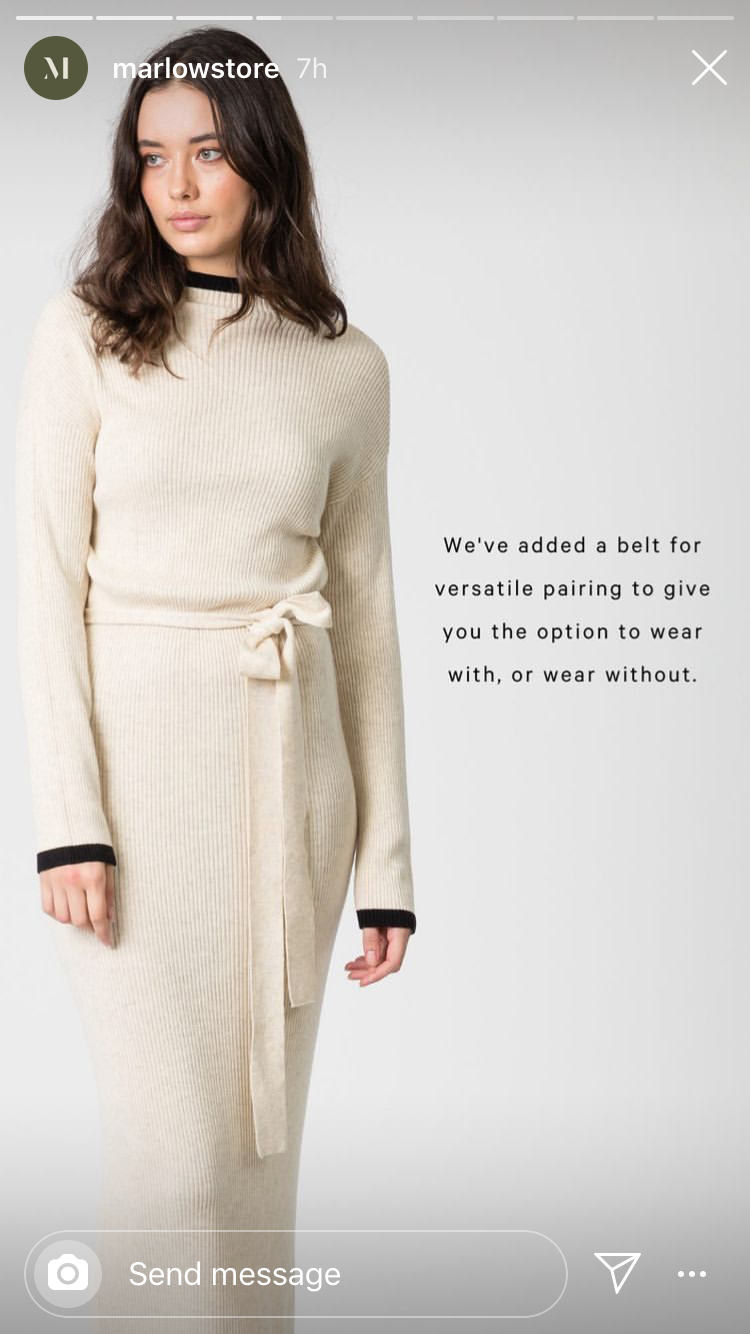 M
marlowstore 7h
We've added a belt for
versatile pairing to give
you the option to wear
with, or wear without.
Send message